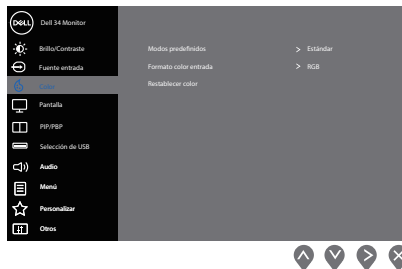 DELL
Dell 34 Monitor
Brillo/Contraste
Fuente entrada
Color
Pantalla
PIP/PBP
Selección de USB
Audio
Menú
Personalizar
Otros
Modos predefinidos
Estándar
Formato color entrada
RGB
Restablecer color